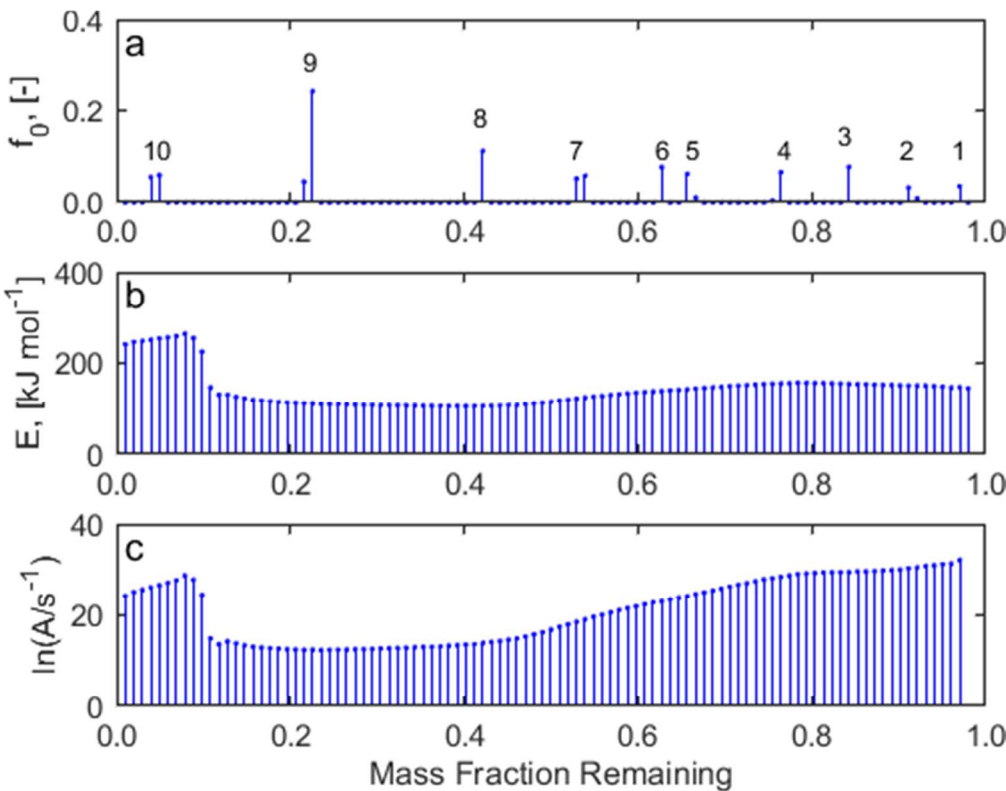 a
f₀, [-]
0.4
0.2
0.0
10 9 8 7 6 5 4 3 2 1
0.0 0.2 0.4 0.6 0.8 1.0
b
E, [kJ mol⁻¹]
400
200
0
0.0 0.2 0.4 0.6 0.8 1.0
c
ln(A/s⁻¹)
40
20
0
0.0 0.2 0.4 0.6 0.8 1.0
Mass Fraction Remaining